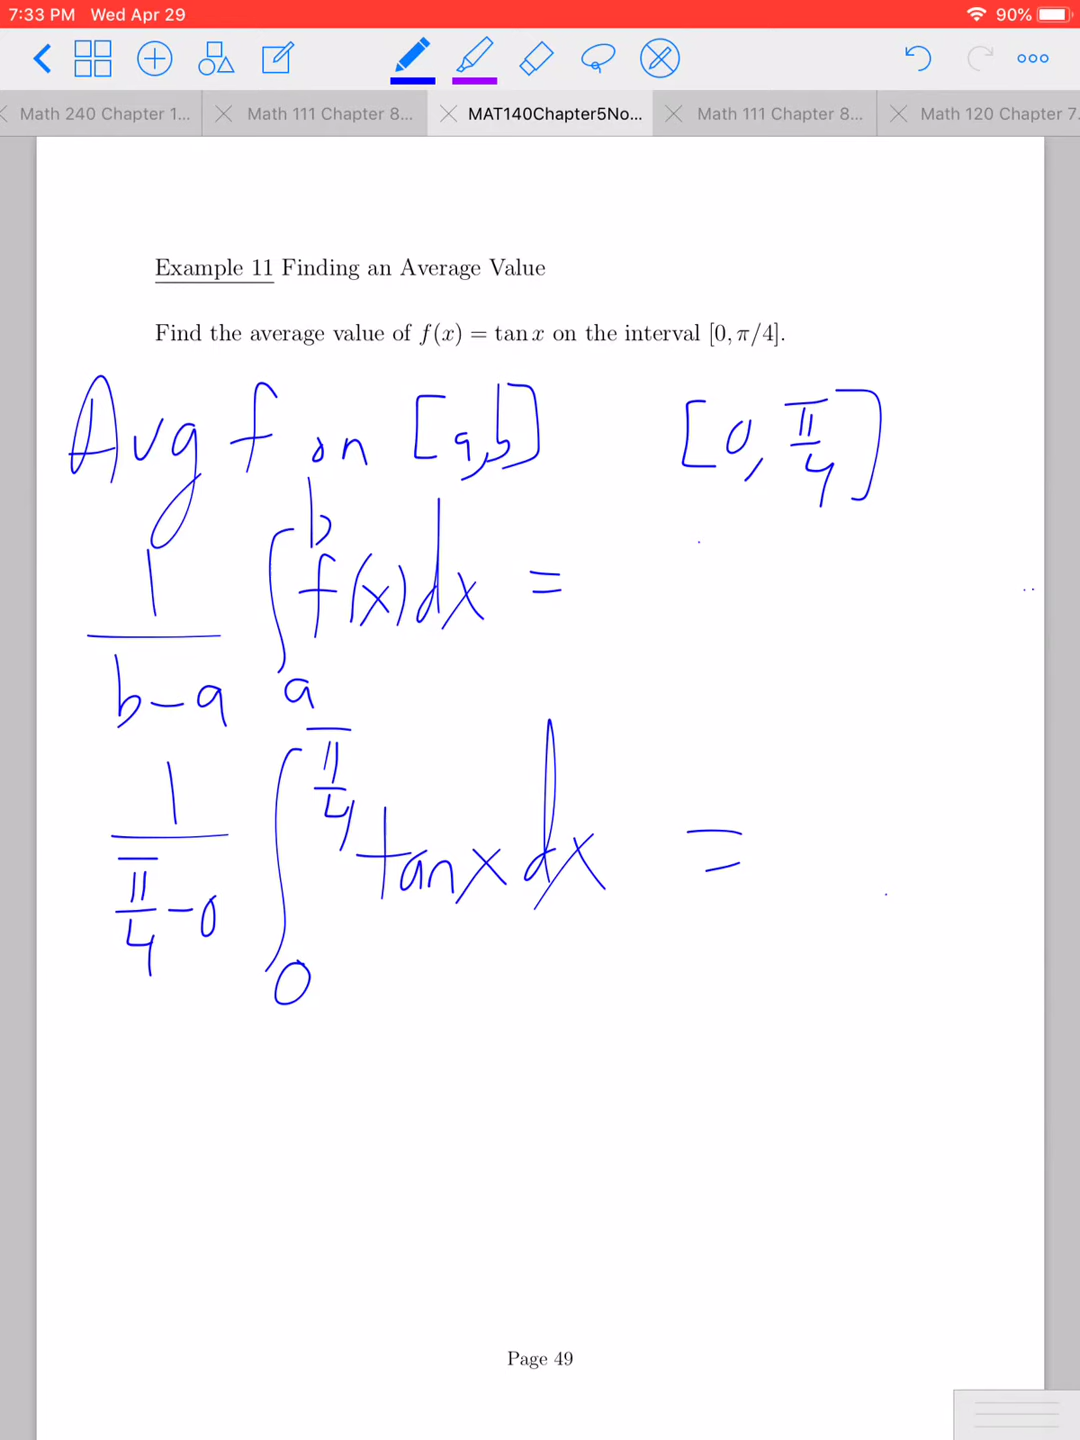 7:33 PM Wed Apr 29 90%
Math 240 Chapter 1... Math 111 Chapter 8... MAT140Chapter5No... Math 111 Chapter 8... Math 120 Chapter 7.
Example 11 Finding an Average Value
Find the average value of f(x) = tan x on the interval [0, π/4].
Avg f on [a,b] [0, π/4]
1/(b-a) ∫_a^b f(x)dx =
1/(π/4 - 0) ∫_0^(π/4) tanx dx =
Page 49